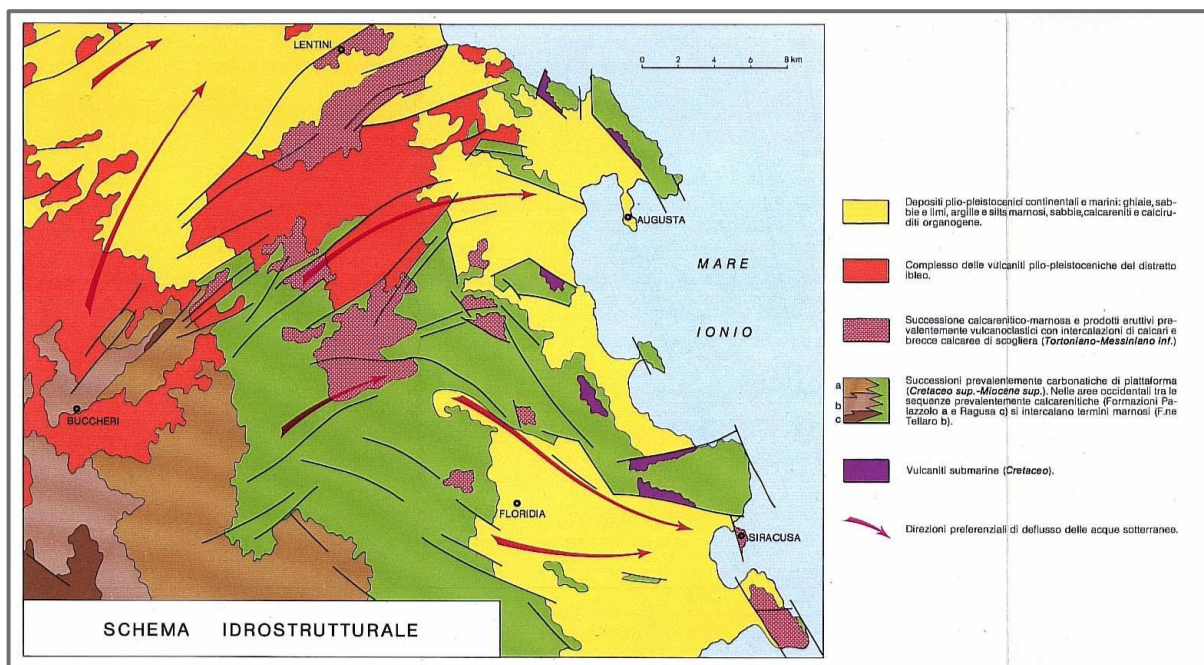 LENTINI
0 2 4 6 8 km
AUGUSTA
MARE
IONIO
BUCCHERI
FLORIDIA
SIRACUSA
SCHEMA IDROSTRUTTURALE
Depositi plio-pleistocenici continentali e marini: ghiaie, sab-
bie e limi, argille e silts marnosi, sabbie,calcareniti e calciru-
diti organogene.
Complesso delle vulcaniti plio-pleistoceniche del distretto
ibleo.
Successione calcarenitico-marnosa e prodotti eruttivi pre-
valentemente vulcanoclastici con intercalazioni di calcari e
brecce calcaree di scogliera (Tortoniano-Messiniano inf.)
a
b
c
Successioni prevalentemente carbonatiche di piattaforma
(Cretaceo sup.-Miocene sup.). Nelle aree occidentali tra le
sequenze prevalentemente calcarenitiche (Formazioni Pa-
lazzolo a e Ragusa c) si intercalano termini marnosi (F.ne
Tellaro b).
Vulcaniti submarine (Cretaceo).
Direzioni preferenziali di deflusso delle acque sotterranee.